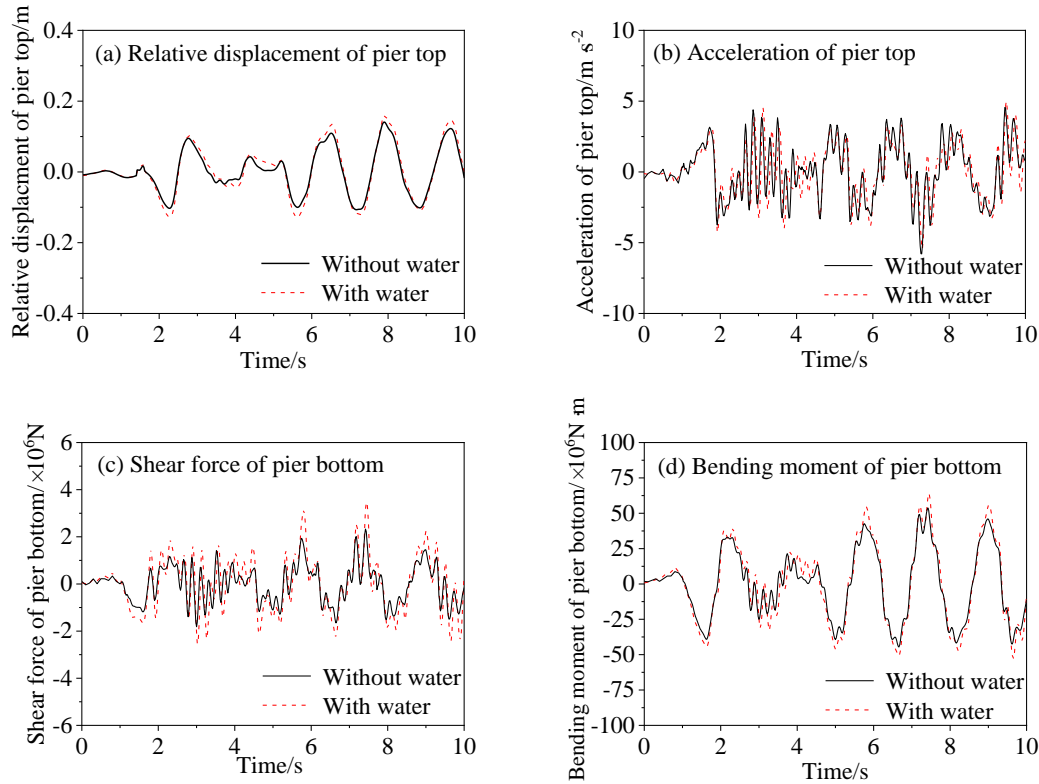 Relative displacment of pier top/m
0.4
0.2
0.0
-0.2
-0.4
(a) Relative displacement of pier top
Without water
With water
0 2 4 6 8 10
Time/s
Acceleration of pier top/m s-2
10
5
0
-5
-10
(b) Acceleration of pier top
Without water
With water
0 2 4 6 8 10
Time/s
Shear force of pier bottom/×10⁶N
6
4
2
0
-2
-4
-6
(c) Shear force of pier bottom
Without water
With water
0 2 4 6 8 10
Time/s
Bending moment of pier bottom/×10⁶N·m
100
75
50
25
0
-25
-50
-75
-100
(d) Bending moment of pier bottom
Without water
With water
0 2 4 6 8 10
Time/s